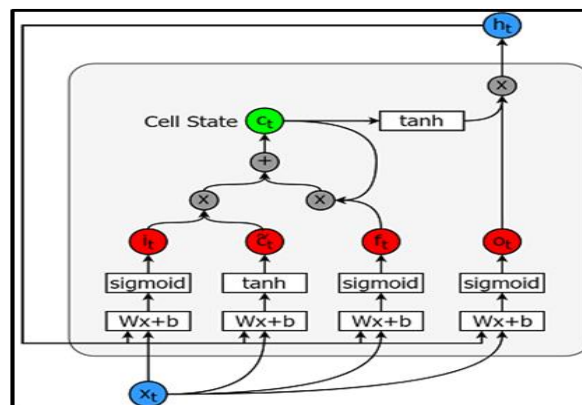 hₜ
x
Cell State cₜ tanh
+
x x
iₜ c̃ₜ fₜ oₜ
sigmoid tanh sigmoid sigmoid
Wx+b Wx+b Wx+b Wx+b
xₜ